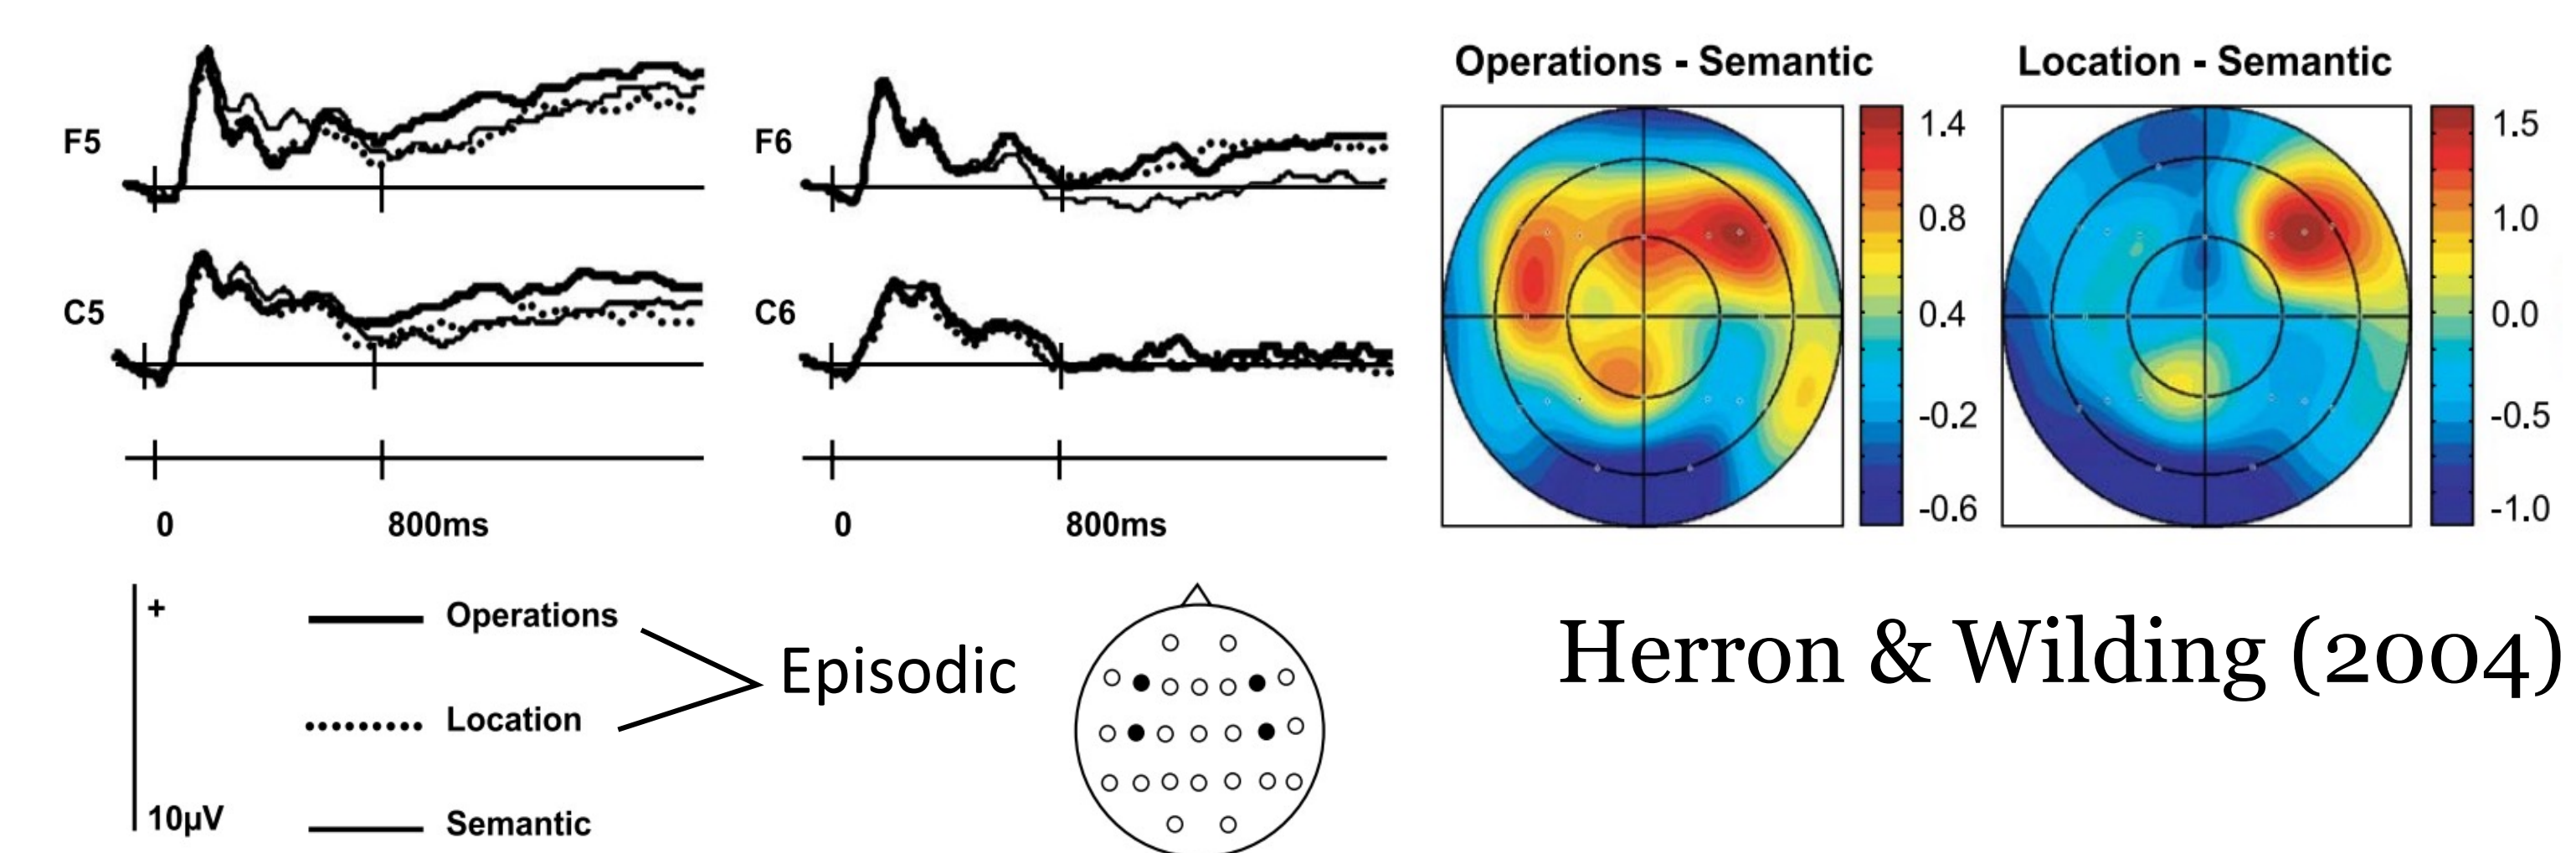 F5
F6
C5
C6
0
800ms
0
800ms
Operations - Semantic
1.4
0.8
0.4
-0.2
-0.6
Location - Semantic
1.5
1.0
0.0
-0.5
-1.0
+
10µV
Operations
Location
Semantic
Episodic
Herron & Wilding (2004)